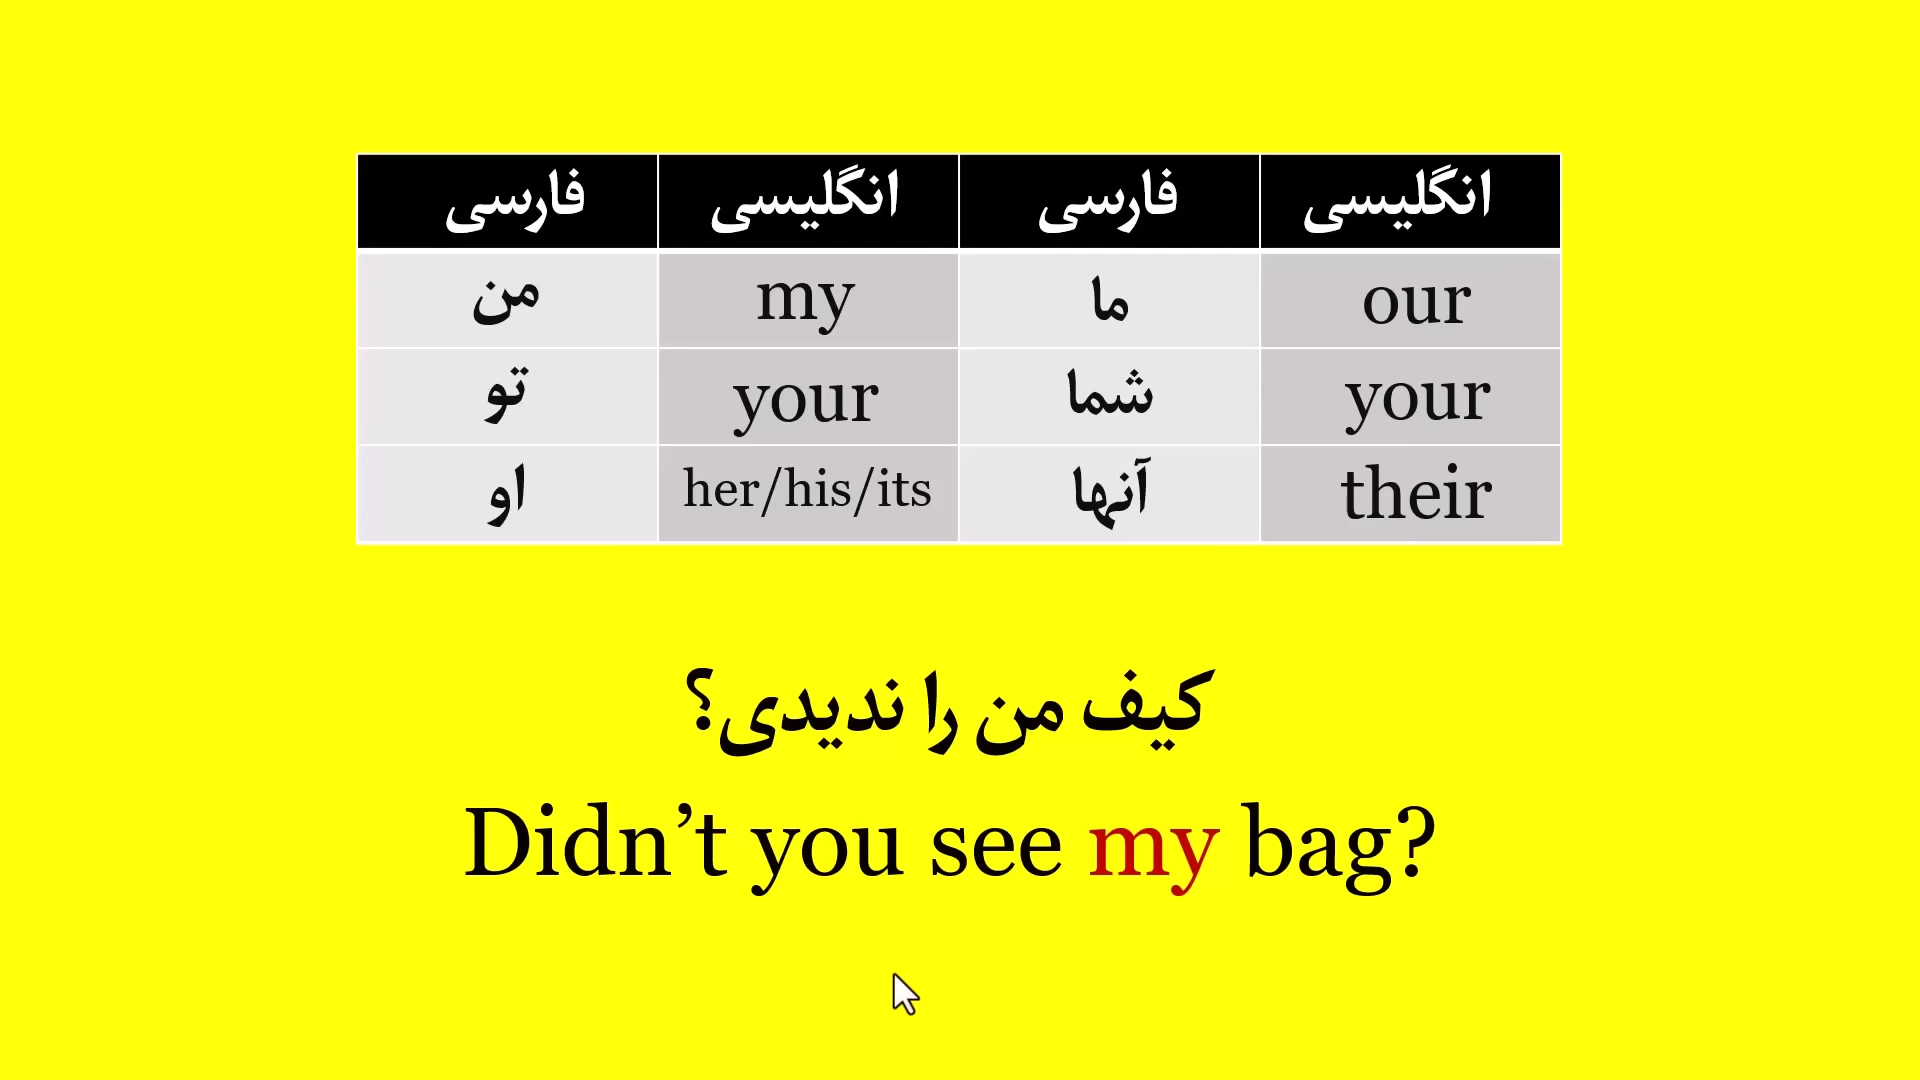 فارسی انگلیسی فارسی انگلیسی
من my ما our
تو your شما your
او her/his/its آنها their
کیف من را ندیدی؟
Didn’t you see my bag?